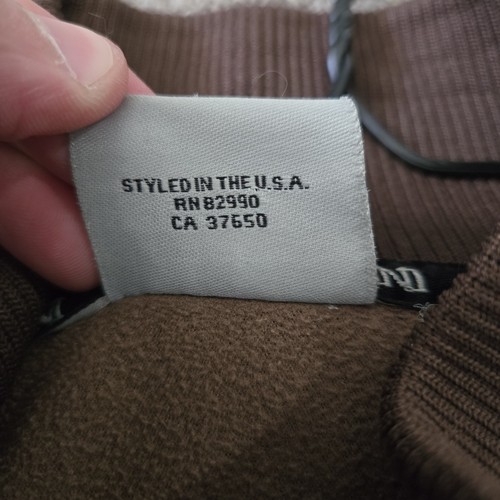 STYLED IN THE U.S.A.
RN 82990
CA 37650